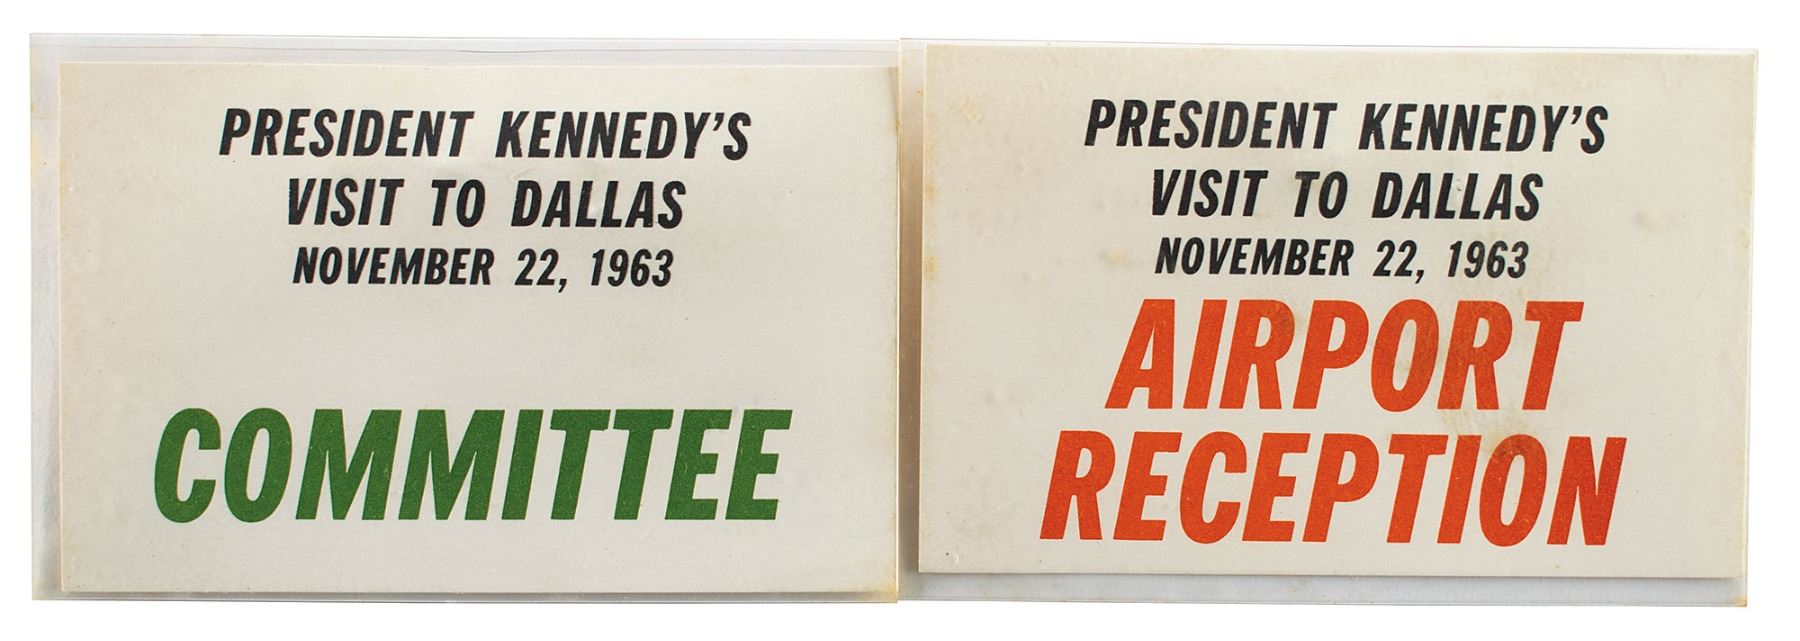 PRESIDENT KENNEDY'S
VISIT TO DALLAS
NOVEMBER 22, 1963
COMMITTEE
PRESIDENT KENNEDY'S
VISIT TO DALLAS
NOVEMBER 22, 1963
AIRPORT
RECEPTION